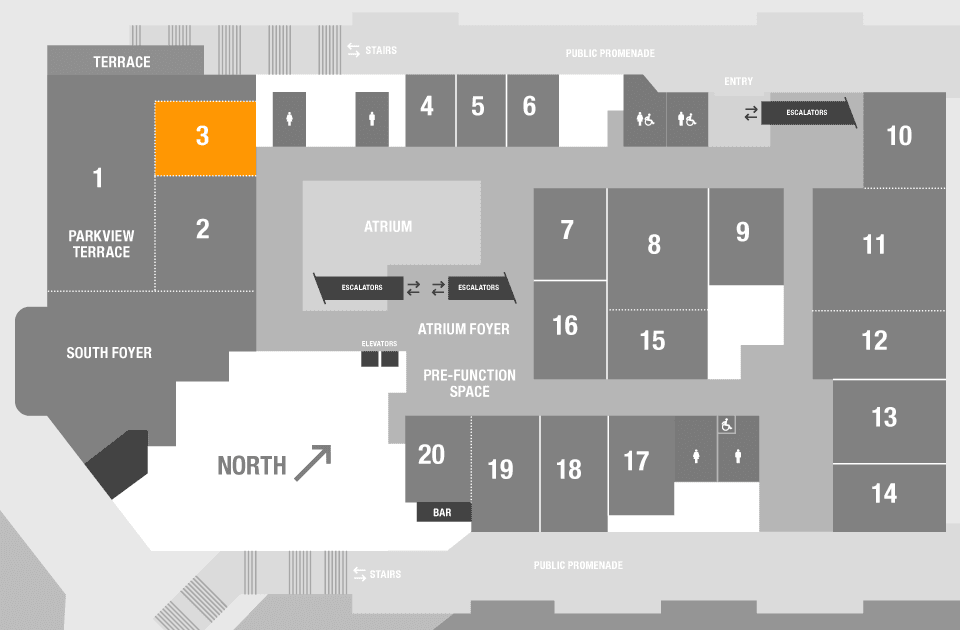 STAIRS
PUBLIC PROMENADE
TERRACE
ENTRY
4
5
6
ESCALATORS
3
10
1
2
ATRIUM
7
8
9
11
PARKVIEW
TERRACE
ESCALATORS
ESCALATORS
ATRIUM FOYER
16
15
12
SOUTH FOYER
ELEVATORS
PRE-FUNCTION
SPACE
13
NORTH
20
19
18
17
14
BAR
STAIRS
PUBLIC PROMENADE